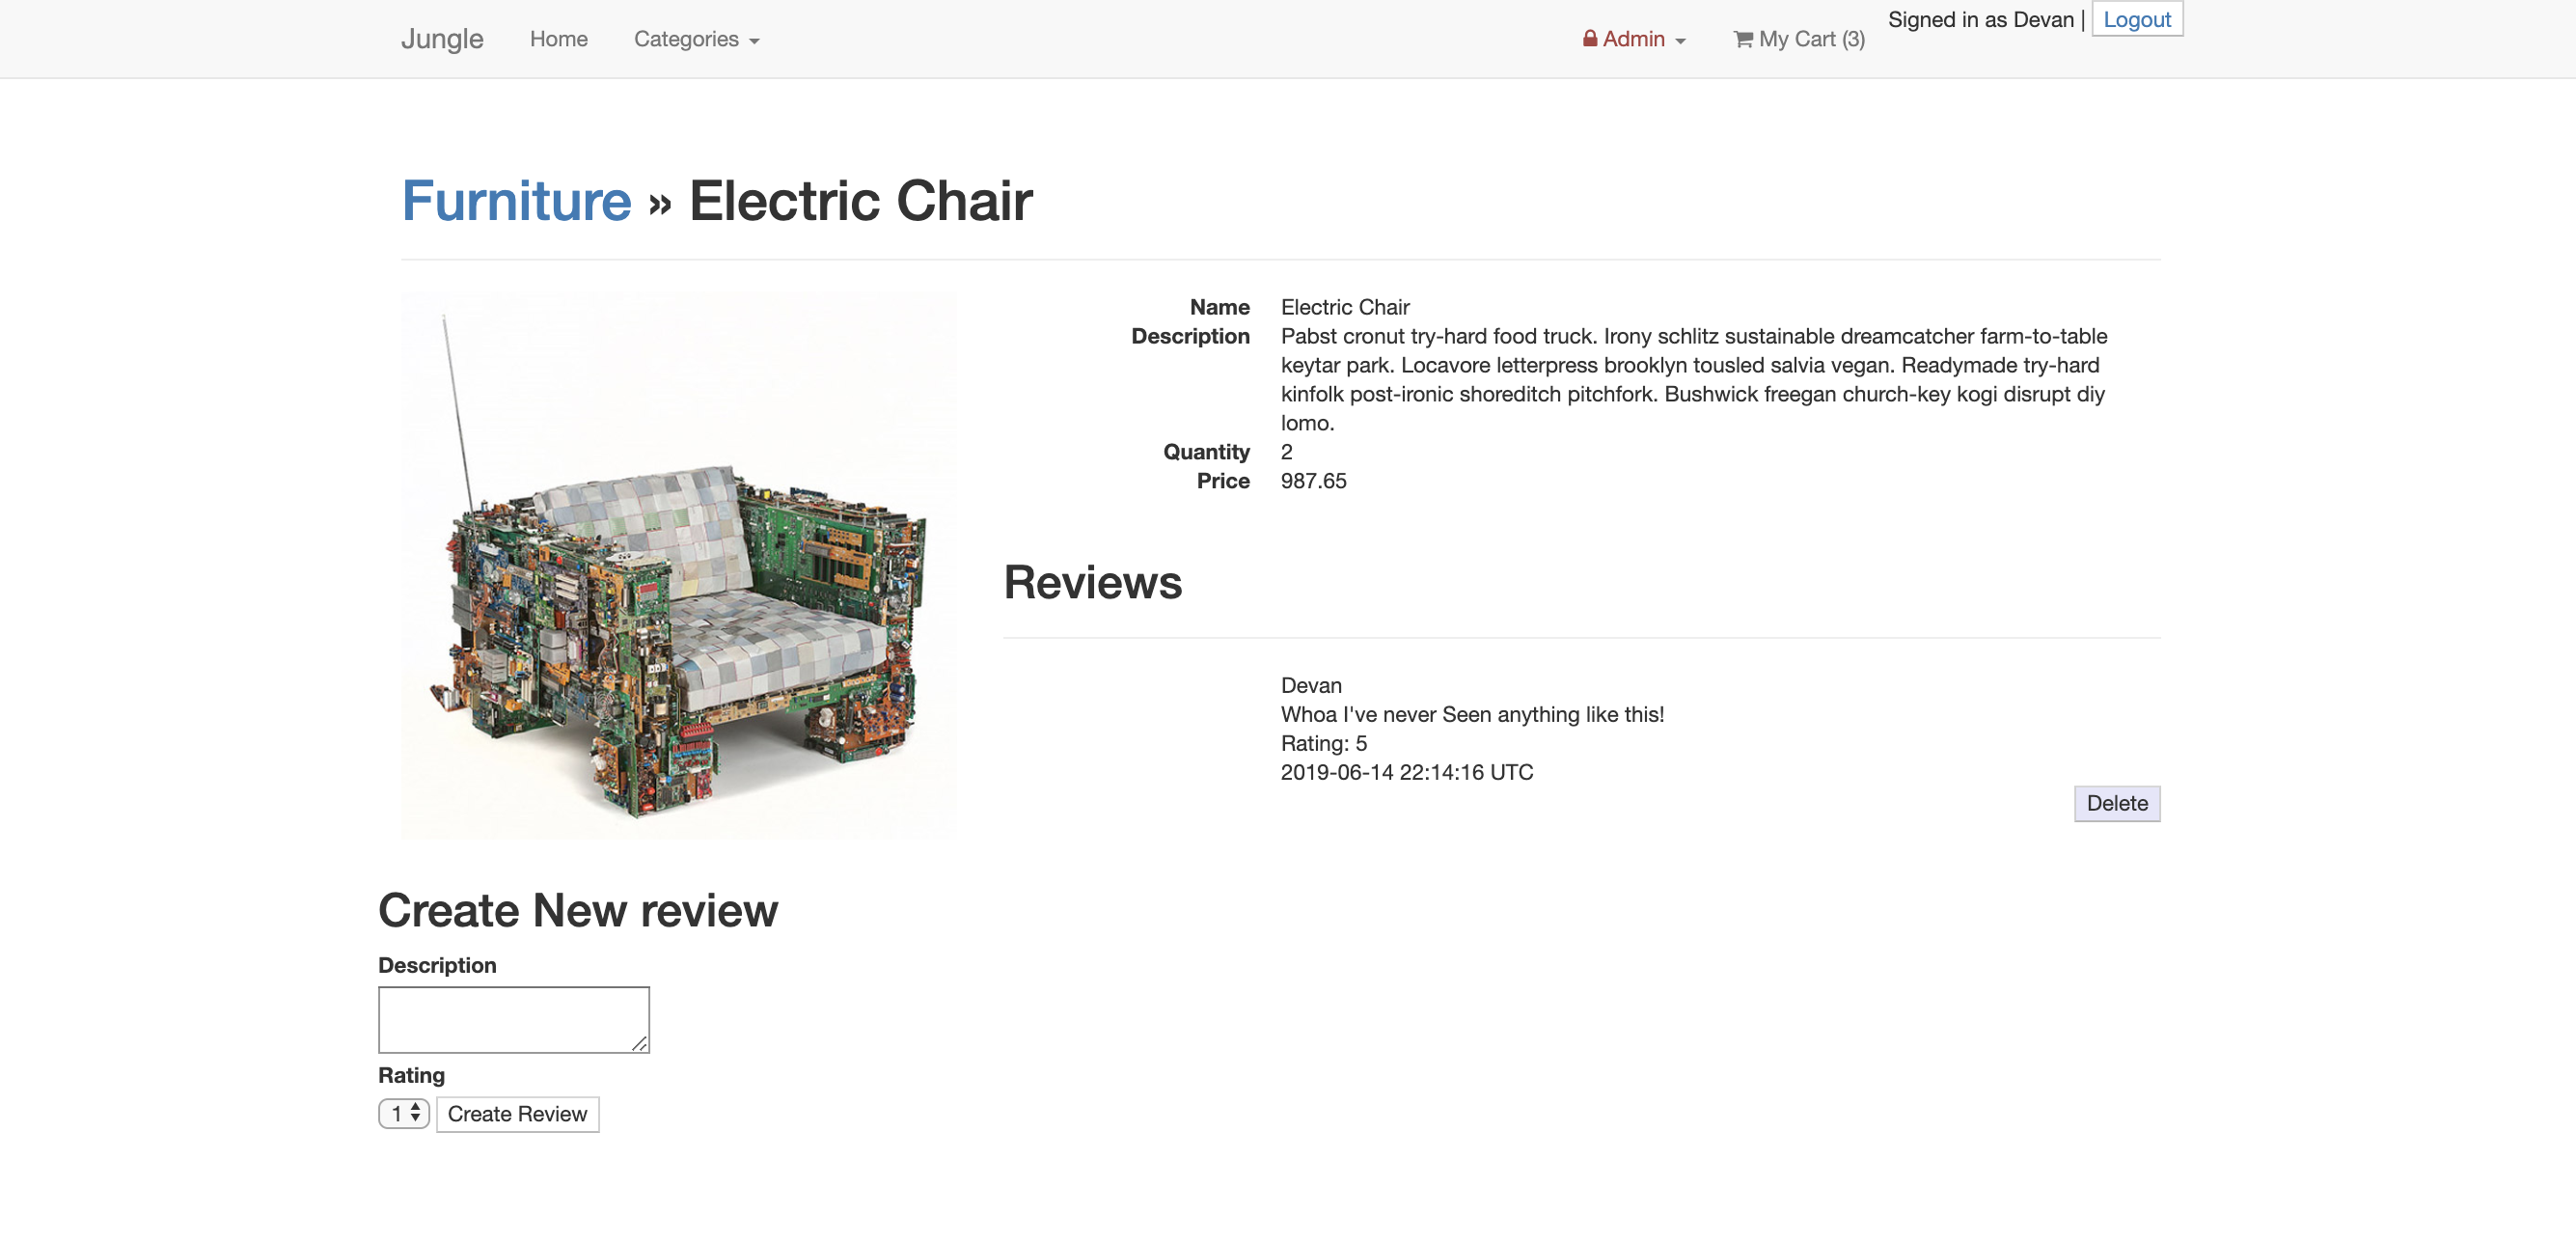 Jungle Home Categories Admin My Cart (3) Signed in as Devan | Logout
Furniture » Electric Chair
Name Electric Chair
Description Pabst cronut try-hard food truck. Irony schlitz sustainable dreamcatcher farm-to-table
keytar park. Locavore letterpress brooklyn tousled salvia vegan. Readymade try-hard
kinfolk post-ironic shoreditch pitchfork. Bushwick freegan church-key kogi disrupt diy
lomo.
Quantity 2
Price 987.65
Reviews
Devan
Whoa I've never Seen anything like this!
Rating: 5
2019-06-14 22:14:16 UTC
Delete
Create New review
Description
Rating
1 Create Review